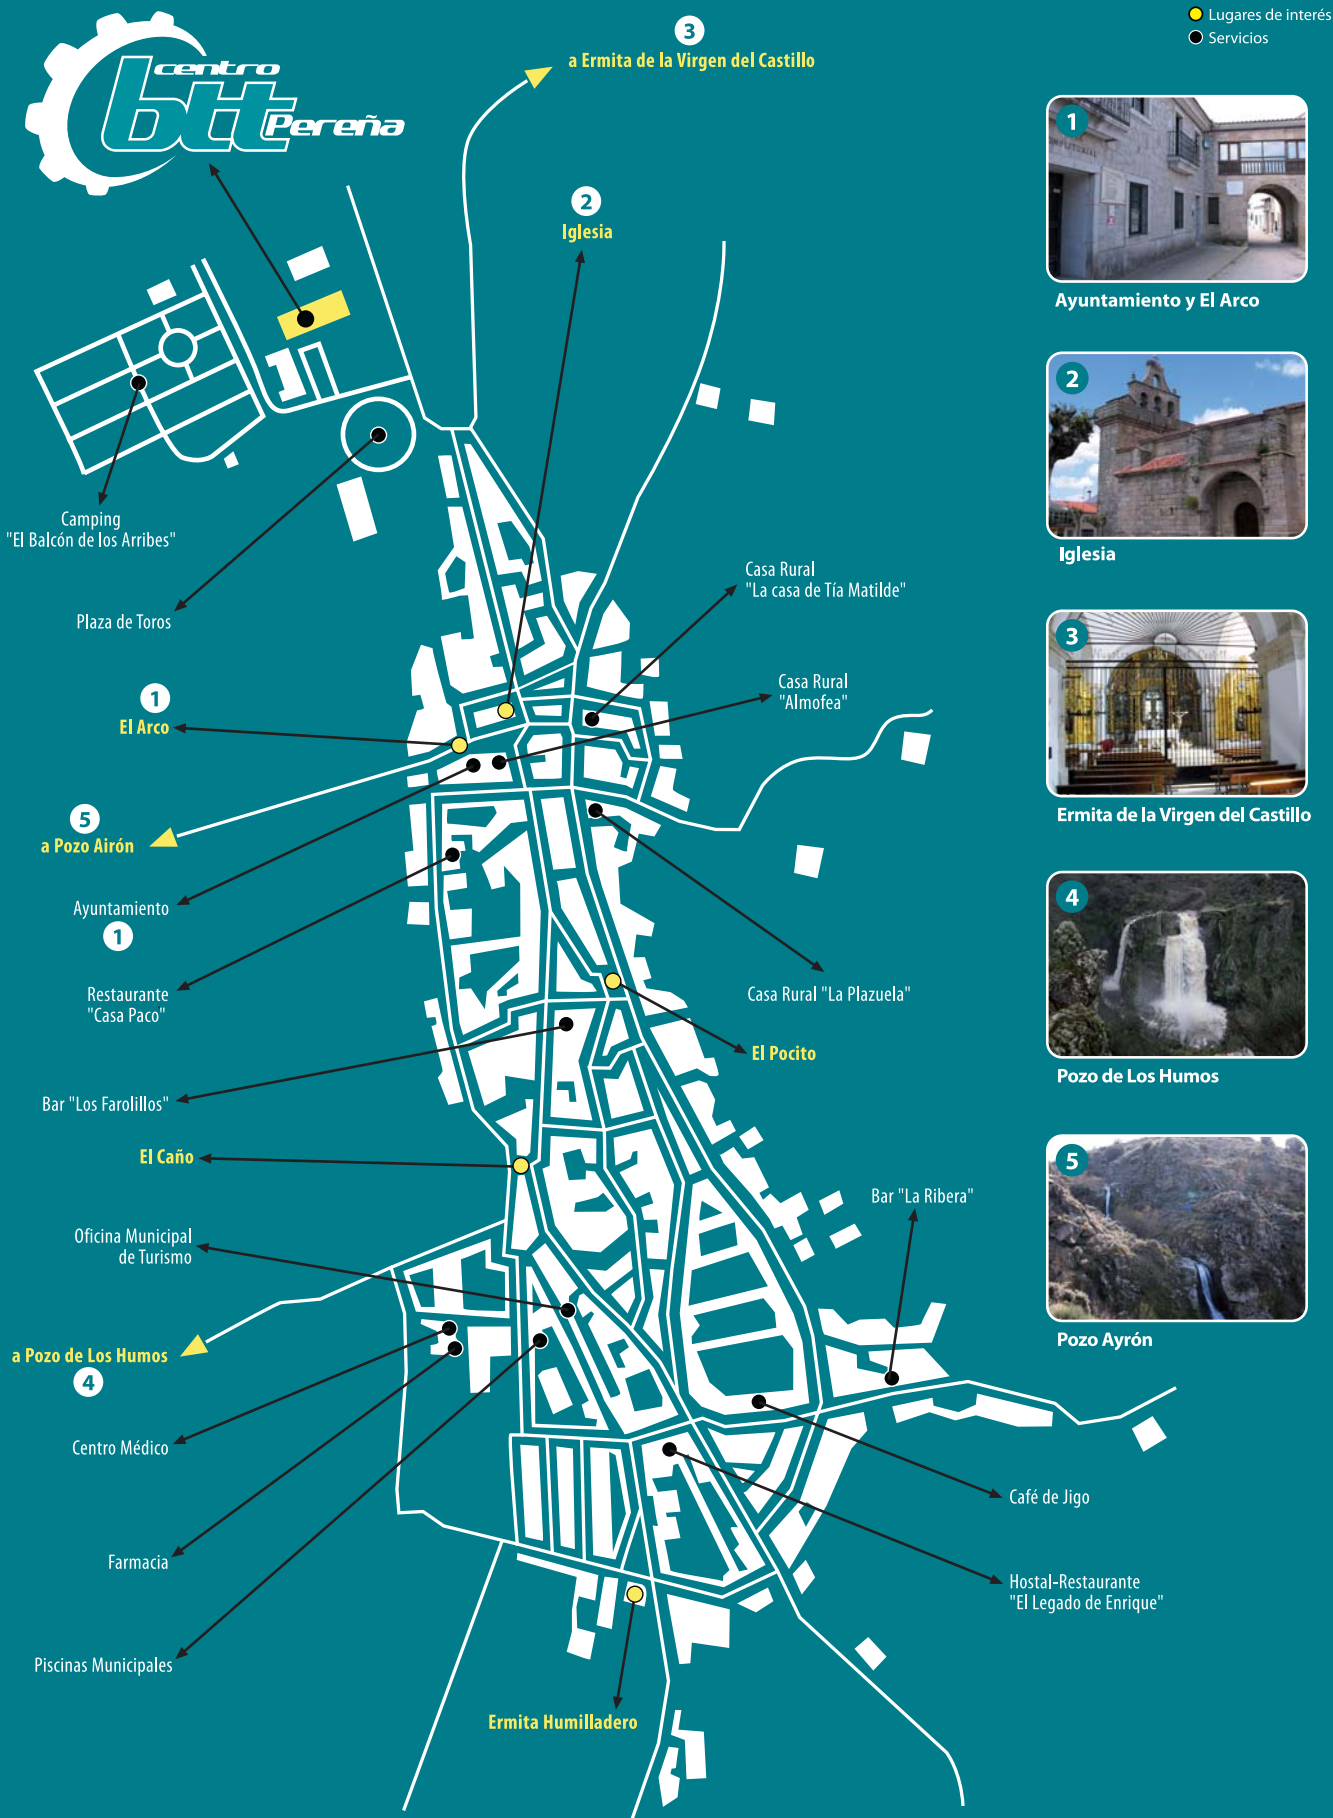 centro
btt
Pereña
3
a Ermita de la Virgen del Castillo
Lugares de interés
Servicios
2
Iglesia
1
Ayuntamiento y El Arco
2
Iglesia
3
Ermita de la Virgen del Castillo
4
Pozo de Los Humos
5
Pozo Ayrón
Camping
"El Balcón de los Arribes"
Plaza de Toros
1
El Arco
5
a Pozo Airón
Ayuntamiento
1
Restaurante
"Casa Paco"
Bar "Los Farolillos"
El Caño
Oficina Municipal
de Turismo
a Pozo de Los Humos
4
Centro Médico
Farmacia
Piscinas Municipales
Ermita Humilladero
Casa Rural
"La casa de Tía Matilde"
Casa Rural
"Almofea"
Casa Rural "La Plazuela"
El Pocito
Bar "La Ribera"
Café de Jigo
Hostal-Restaurante
"El Legado de Enrique"